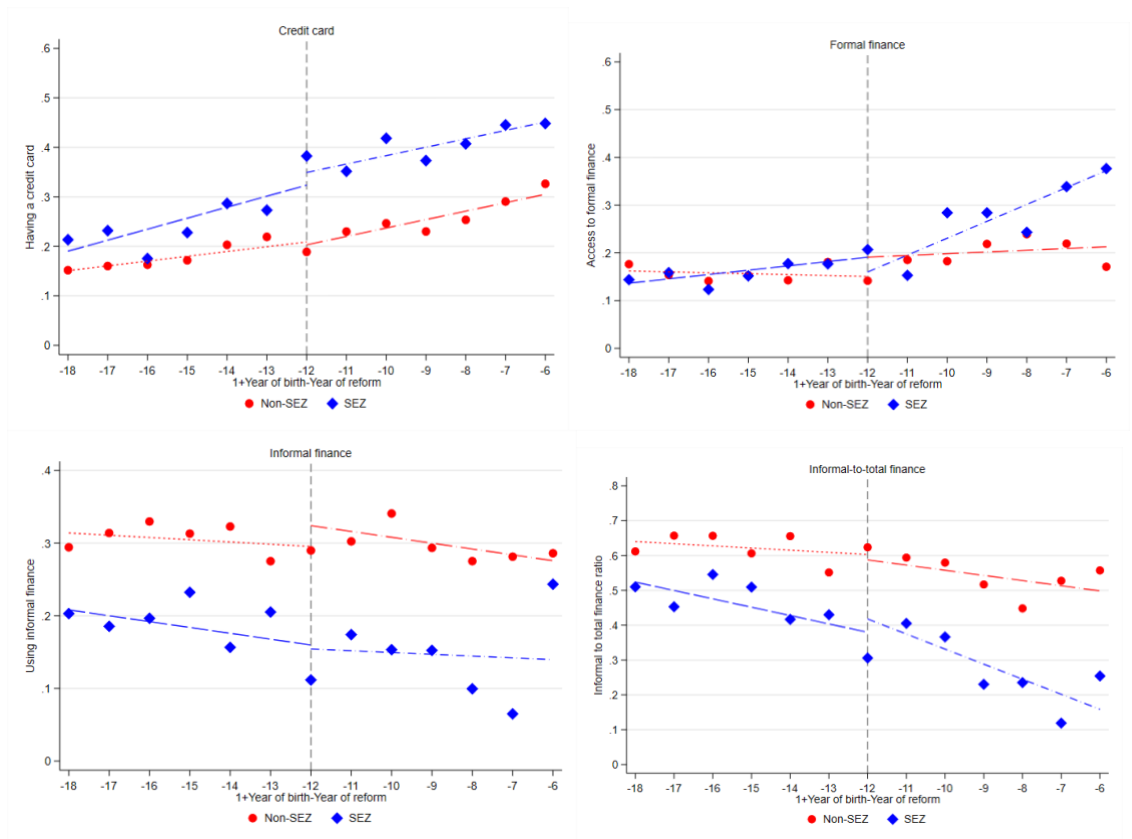 Credit card
Having a credit card
.6
.5
.4
.3
.2
.1
0
-18 -17 -16 -15 -14 -13 -12 -11 -10 -9 -8 -7 -6
1+Year of birth-Year of reform
Non-SEZ SEZ
Formal finance
Access to formal finance
.6
.5
.4
.3
.2
.1
0
-18 -17 -16 -15 -14 -13 -12 -11 -10 -9 -8 -7 -6
1+Year of birth-Year of reform
Non-SEZ SEZ
Informal finance
Using informal finance
.4
.3
.2
.1
0
-18 -17 -16 -15 -14 -13 -12 -11 -10 -9 -8 -7 -6
1+Year of birth-Year of reform
Non-SEZ SEZ
Informal-to-total finance
Informal to total finance ratio
.8
.7
.6
.5
.4
.3
.2
.1
0
-18 -17 -16 -15 -14 -13 -12 -11 -10 -9 -8 -7 -6
1+Year of birth-Year of reform
Non-SEZ SEZ